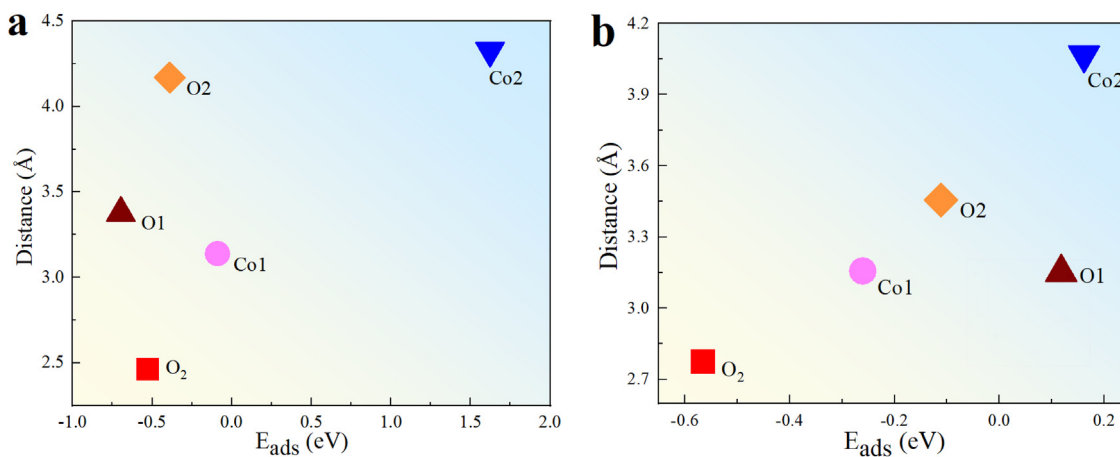 a
4.5
4.0
3.5
3.0
2.5
Distance (Å)
O2
Co2
O1
Co1
O₂
-1.0
-0.5
0.0
0.5
1.0
1.5
2.0
E_ads (eV)
b
4.2
3.9
3.6
3.3
3.0
2.7
Distance (Å)
Co2
O2
Co1
O1
O₂
-0.6
-0.4
-0.2
0.0
0.2
E_ads (eV)